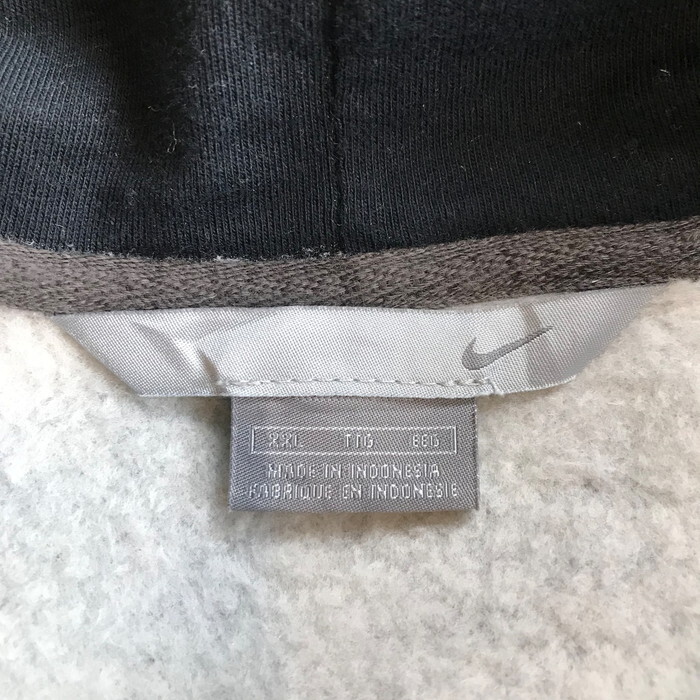 XXL TTG EEG
MADE IN INDONESIA
FABRIQUE EN INDONESIE